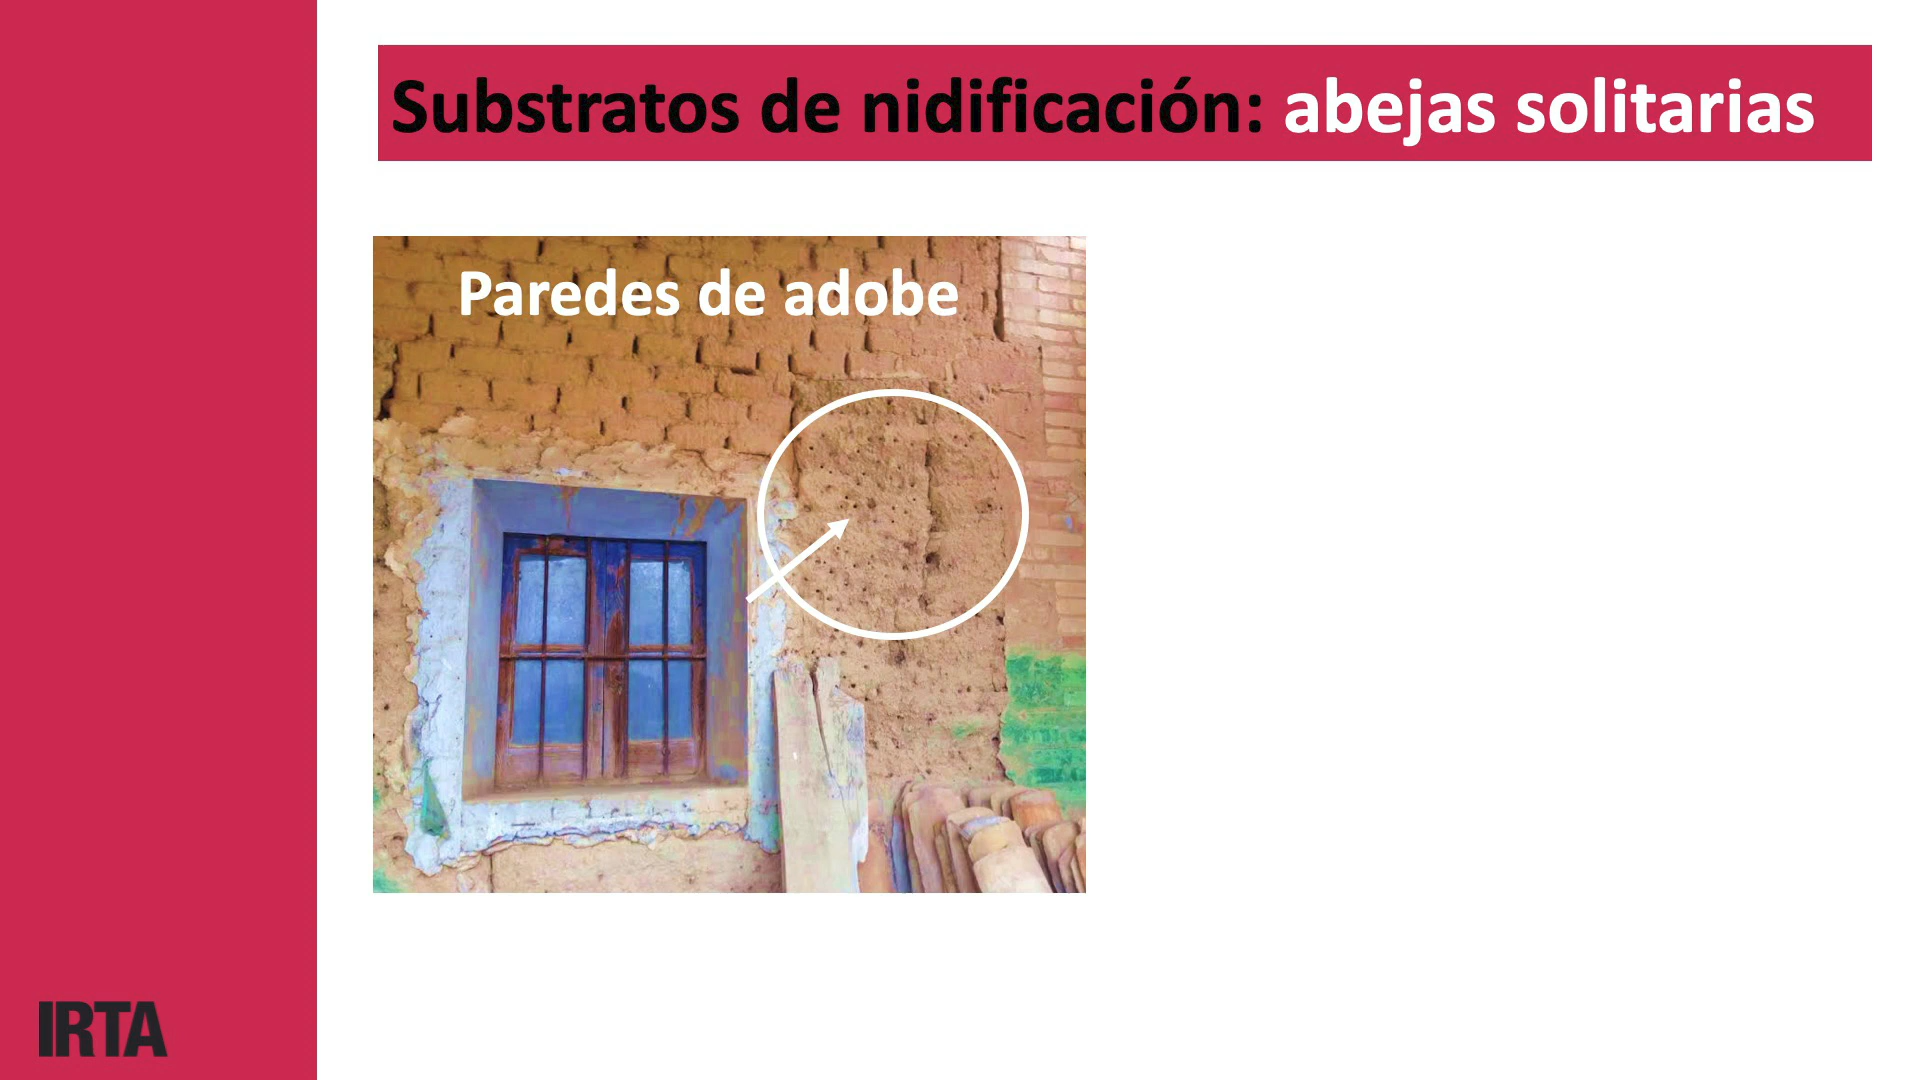 Substratos de nidificación: abejas solitarias
Paredes de adobe
IRTA